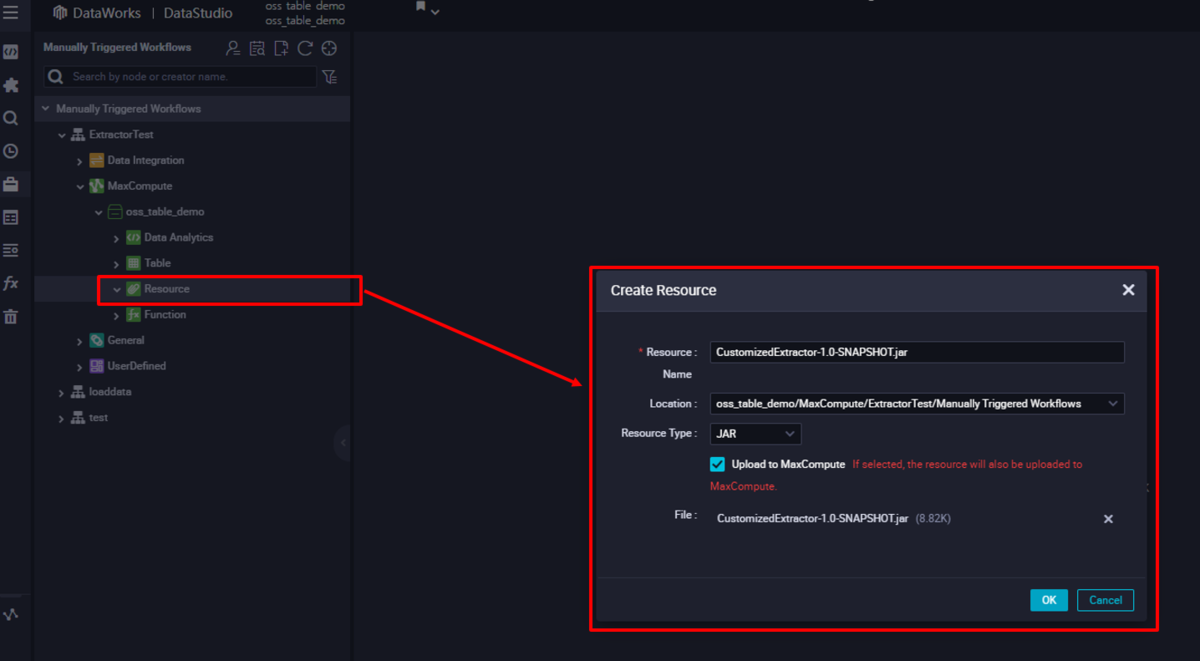 DataWorks | DataStudio
oss_table_demo
oss_table_demo
Manually Triggered Workflows
Search by node or creator name.
Manually Triggered Workflows
ExtractorTest
Data Integration
MaxCompute
oss_table_demo
Data Analytics
Table
Resource
Function
General
UserDefined
loaddata
test
Create Resource
* Resource :
Name
CustomizedExtractor-1.0-SNAPSHOT.jar
Location : oss_table_demo/MaxCompute/ExtractorTest/Manually Triggered Workflows
Resource Type : JAR
Upload to MaxCompute If selected, the resource will also be uploaded to
MaxCompute.
File : CustomizedExtractor-1.0-SNAPSHOT.jar (8.82K)
OK Cancel